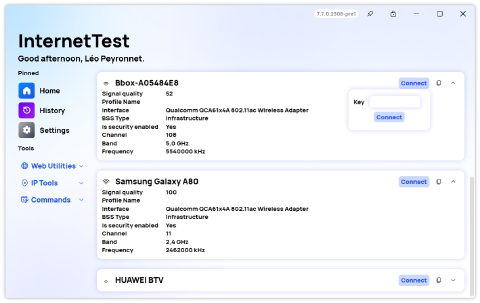 7.7.0.2308-pre1
InternetTest
Good afternoon, Léo Peyronnet.
Pinned
Home
History
Settings
Tools
Web Utilities
IP Tools
Commands
Bbox-A05484E8 Connect
Signal quality 52
Profile Name
Interface Qualcomm QCA61x4A 802.11ac Wireless Adapter
BSS Type Infrastructure
Is security enabled Yes
Channel 108
Band 5,0 GHz
Frequency 5540000 kHz
Key
Connect
Samsung Galaxy A80 Connect
Signal quality 100
Profile Name
Interface Qualcomm QCA61x4A 802.11ac Wireless Adapter
BSS Type Infrastructure
Is security enabled Yes
Channel 11
Band 2,4 GHz
Frequency 2462000 kHz
HUAWEI BTV Connect